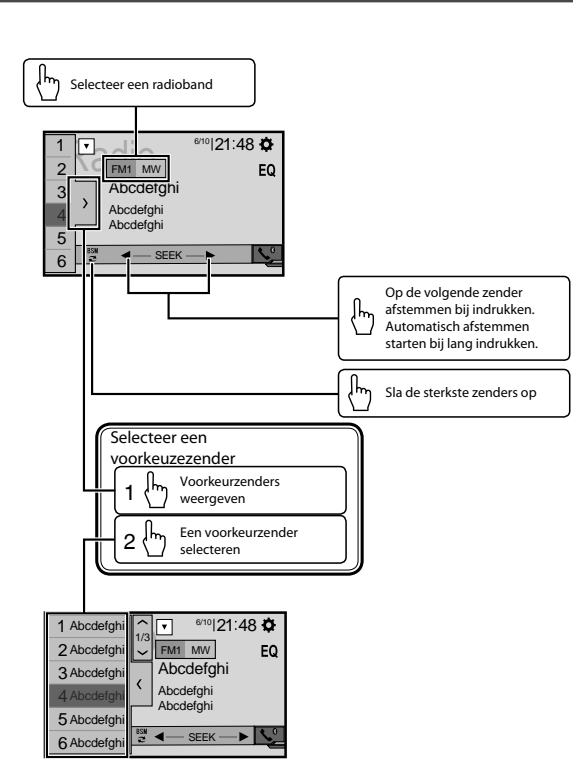 Selecteer een radioband
Radio
1
2
3
4
5
6
6/10 | 21:48
FM1 MW
EQ
Abcdefghi
Abcdefghi
Abcdefghi
BSM
SEEK
Op de volgende zender
afstemmen bij indrukken.
Automatisch afstemmen
starten bij lang indrukken.
Sla de sterkste zenders op
Selecteer een
voorkeuzezender
1 Voorkeurzenders
weergeven
2 Een voorkeurzender
selecteren
1 Abcdefghi
2 Abcdefghi
3 Abcdefghi
4 Abcdefghi
5 Abcdefghi
6 Abcdefghi
1/3
6/10 | 21:48
FM1 MW
EQ
Abcdefghi
Abcdefghi
Abcdefghi
BSM
SEEK